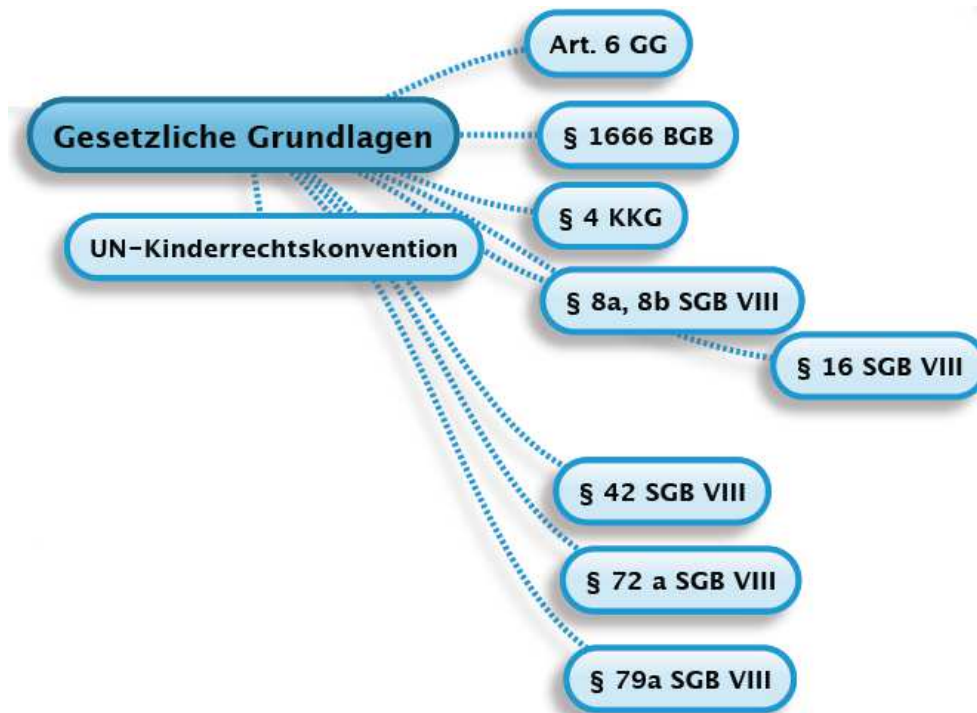 Art. 6 GG
Gesetzliche Grundlagen
§ 1666 BGB
§ 4 KKG
UN-Kinderrechtskonvention
§ 8a, 8b SGB VIII
§ 16 SGB VIII
§ 42 SGB VIII
§ 72 a SGB VIII
§ 79a SGB VIII